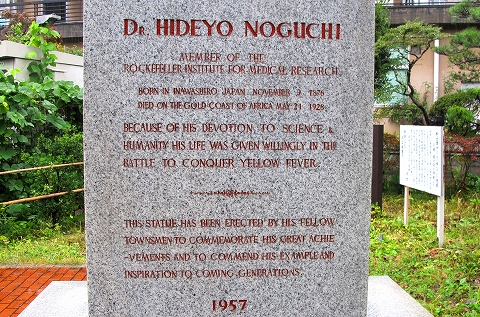 DR. HIDEYO NOGUCHI
MEMBER OF THE
ROCKEFELLER INSTITUTE FOR MEDICAL RESEARCH
BORN IN INAWASHIRO, JAPAN, NOVEMBER 9, 1876
DIED ON THE GOLD COAST OF AFRICA MAY 21, 1928.
BECAUSE OF HIS DEVOTION TO SCIENCE &
HUMANITY HIS LIFE WAS GIVEN WILLINGLY IN THE
BATTLE TO CONQUER YELLOW FEVER.
THIS STATUE HAS BEEN ERECTED BY HIS FELLOW
TOWNSMEN TO COMMEMORATE HIS GREAT ACHIE
-VEMENTS AND TO COMMEND HIS EXAMPLE AND
INSPIRATION TO COMING GENERATIONS.
1957